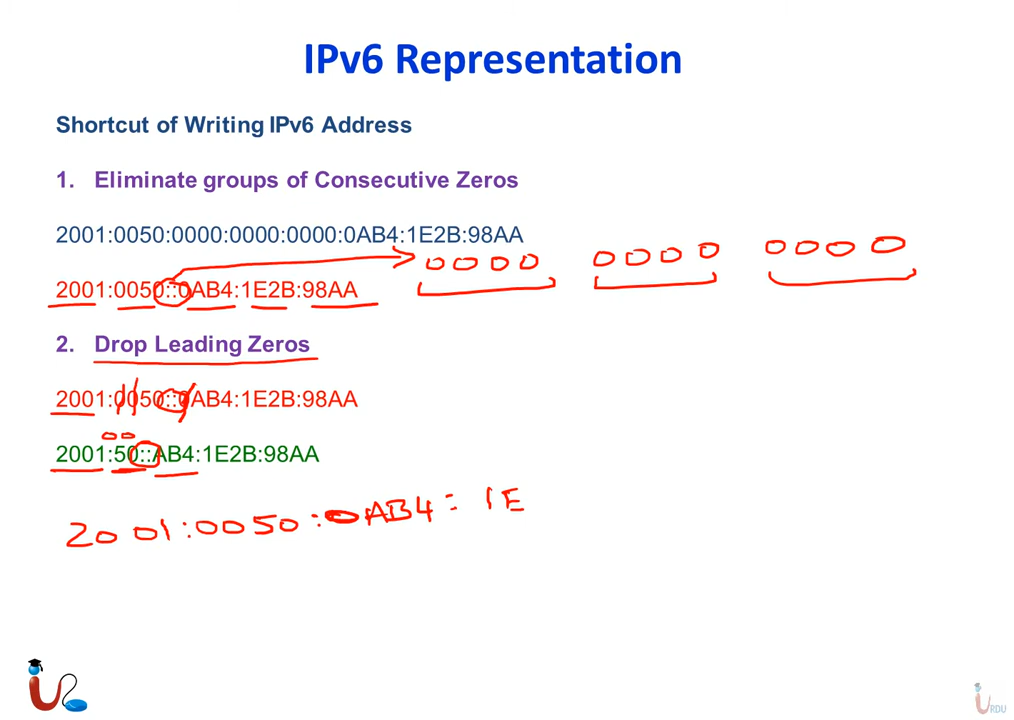 IPv6 Representation
Shortcut of Writing IPv6 Address
1. Eliminate groups of Consecutive Zeros
2001:0050:0000:0000:0000:0AB4:1E2B:98AA
0000 0000 0000
2001:0050::0AB4:1E2B:98AA
2. Drop Leading Zeros
2001:0050::0AB4:1E2B:98AA
00
2001:50::AB4:1E2B:98AA
2001:0050:0AB4:1E
URDU